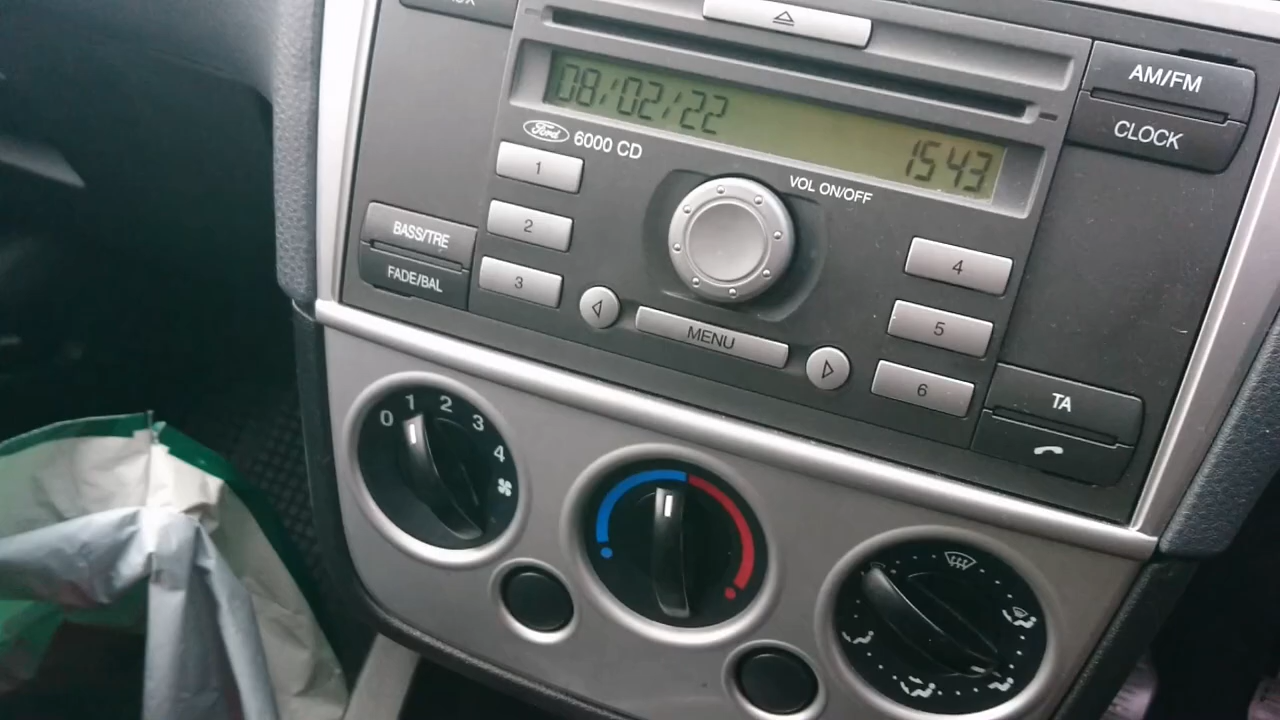 08/02/22
1543
Ford
6000 CD
VOL ON/OFF
AM/FM
CLOCK
1
2
3
BASS/TRE
FADE/BAL
MENU
4
5
6
TA
0 1 2 3 4